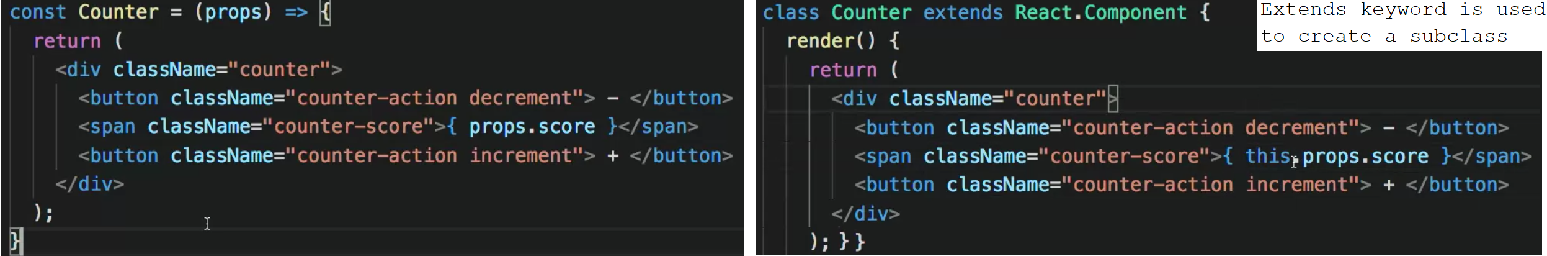 const Counter = (props) => {
return (
<div className="counter">
<button className="counter-action decrement"> - </button>
<span className="counter-score">{ props.score }</span>
<button className="counter-action increment"> + </button>
</div>
);
}
class Counter extends React.Component {
render() {
return (
<div className="counter">
<button className="counter-action decrement"> - </button>
<span className="counter-score">{ this.props.score }</span>
<button className="counter-action increment"> + </button>
</div>
); } }
Extends keyword is used
to create a subclass